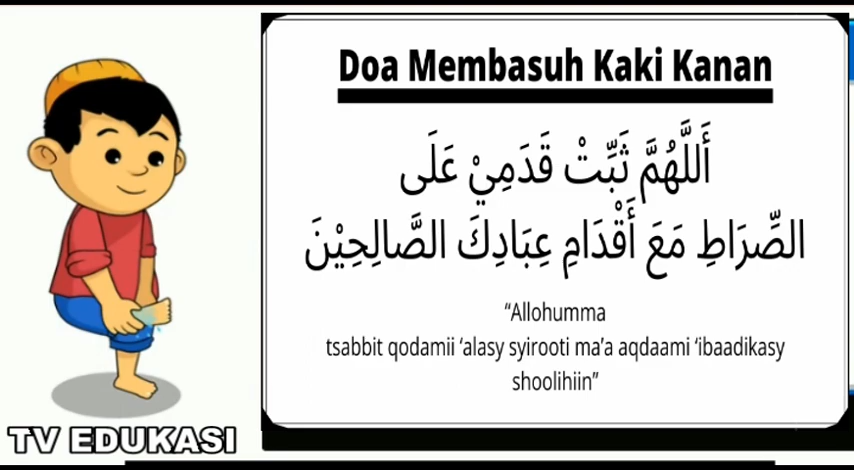 Doa Membasuh Kaki Kanan
أَللَّهُمَّ ثَبِّتْ قَدَمِيْ عَلَى
الصِّرَاطِ مَعَ أَقْدَامِ عِبَادِكَ الصَّالِحِيْنَ
“Allohumma
tsabbit qodamii ‘alasy syirooti ma’a aqdaami ‘ibaadikasy
shoolihiin”
TV EDUKASI